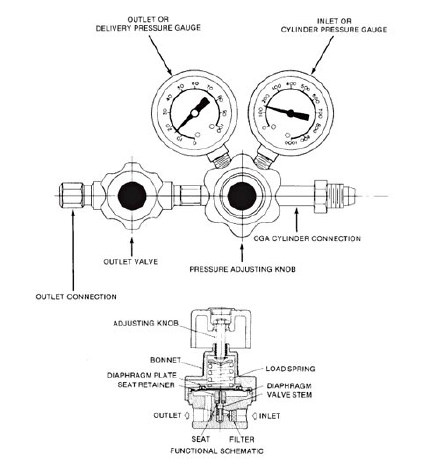 OUTLET OR
DELIVERY PRESSURE GAUGE
INLET OR
CYLINDER PRESSURE GAUGE
CGA CYLINDER CONNECTION
OUTLET VALVE
PRESSURE ADJUSTING KNOB
OUTLET CONNECTION
ADJUSTING KNOB
BONNET
LOAD SPRING
DIAPHRAGM PLATE
DIAPHRAGM
SEAT RETAINER
VALVE STEM
OUTLET
INLET
SEAT
FILTER
FUNCTIONAL SCHEMATIC